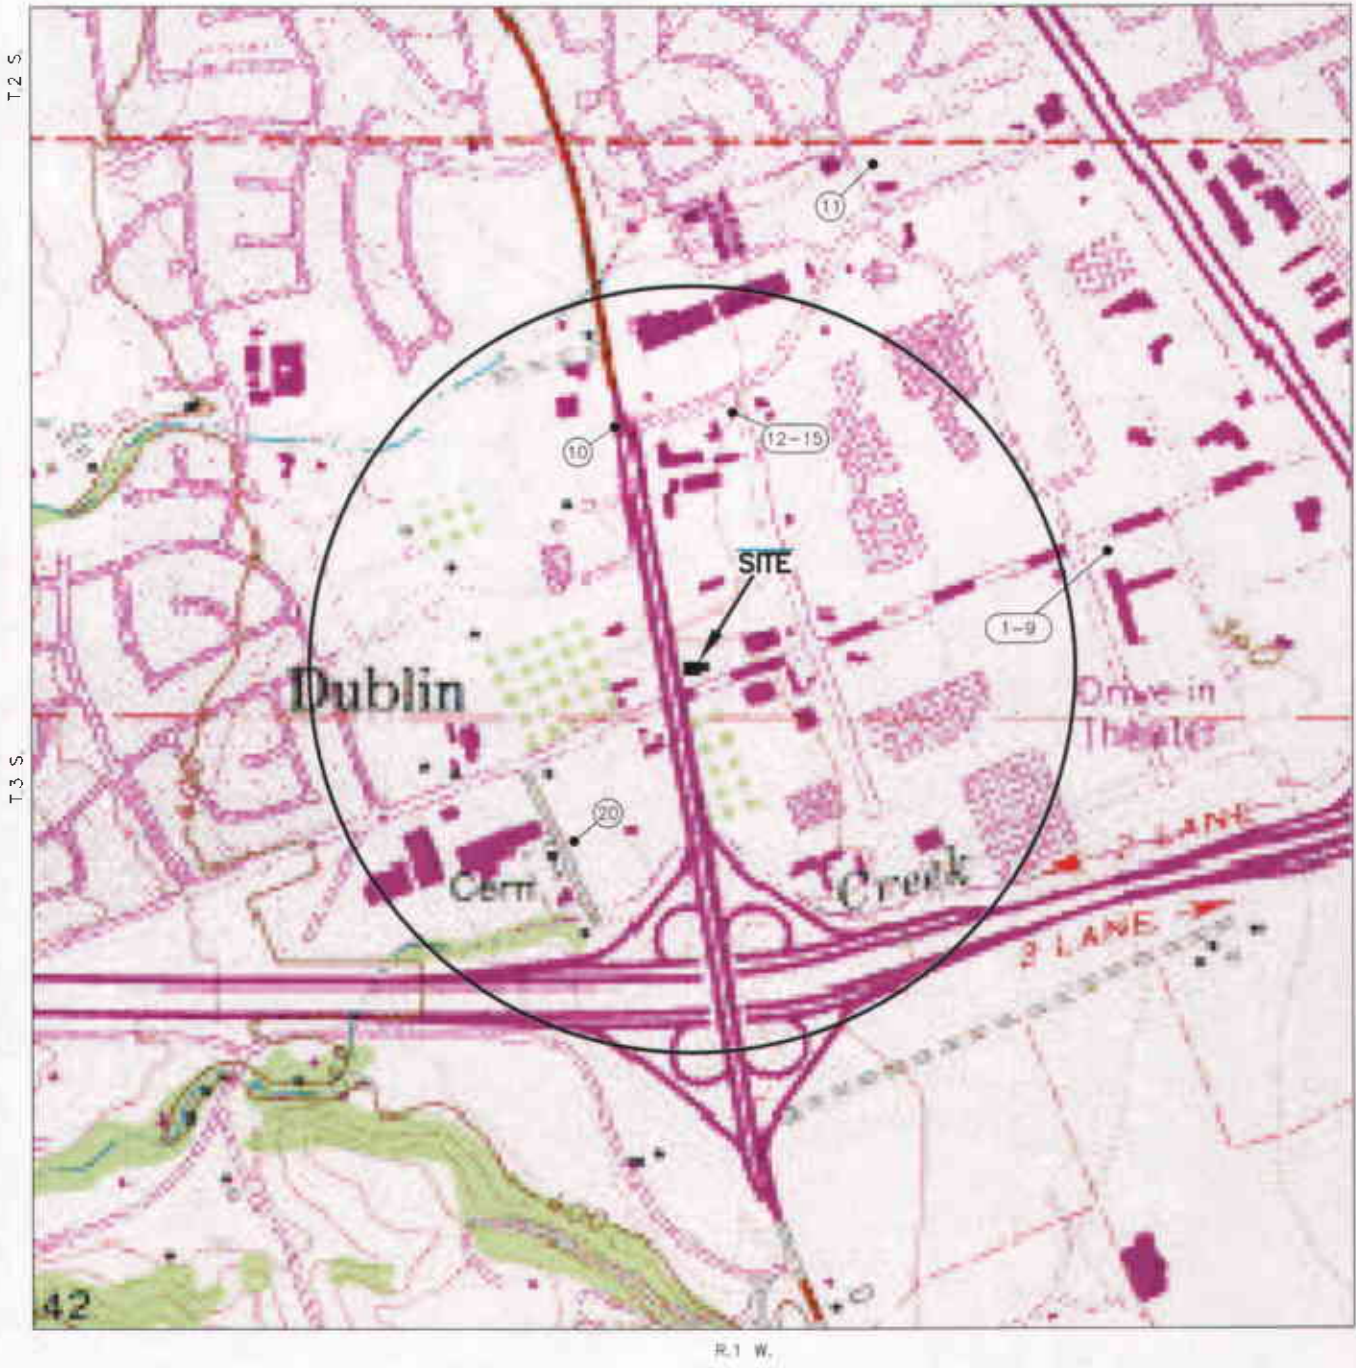 T.2 S.
11
10
12-15
SITE
1-9
Dublin
Drive-in
Theater
T.3 S.
20
2 LANE
Cem
Creek
2 LANE
400
42
R.1 W.